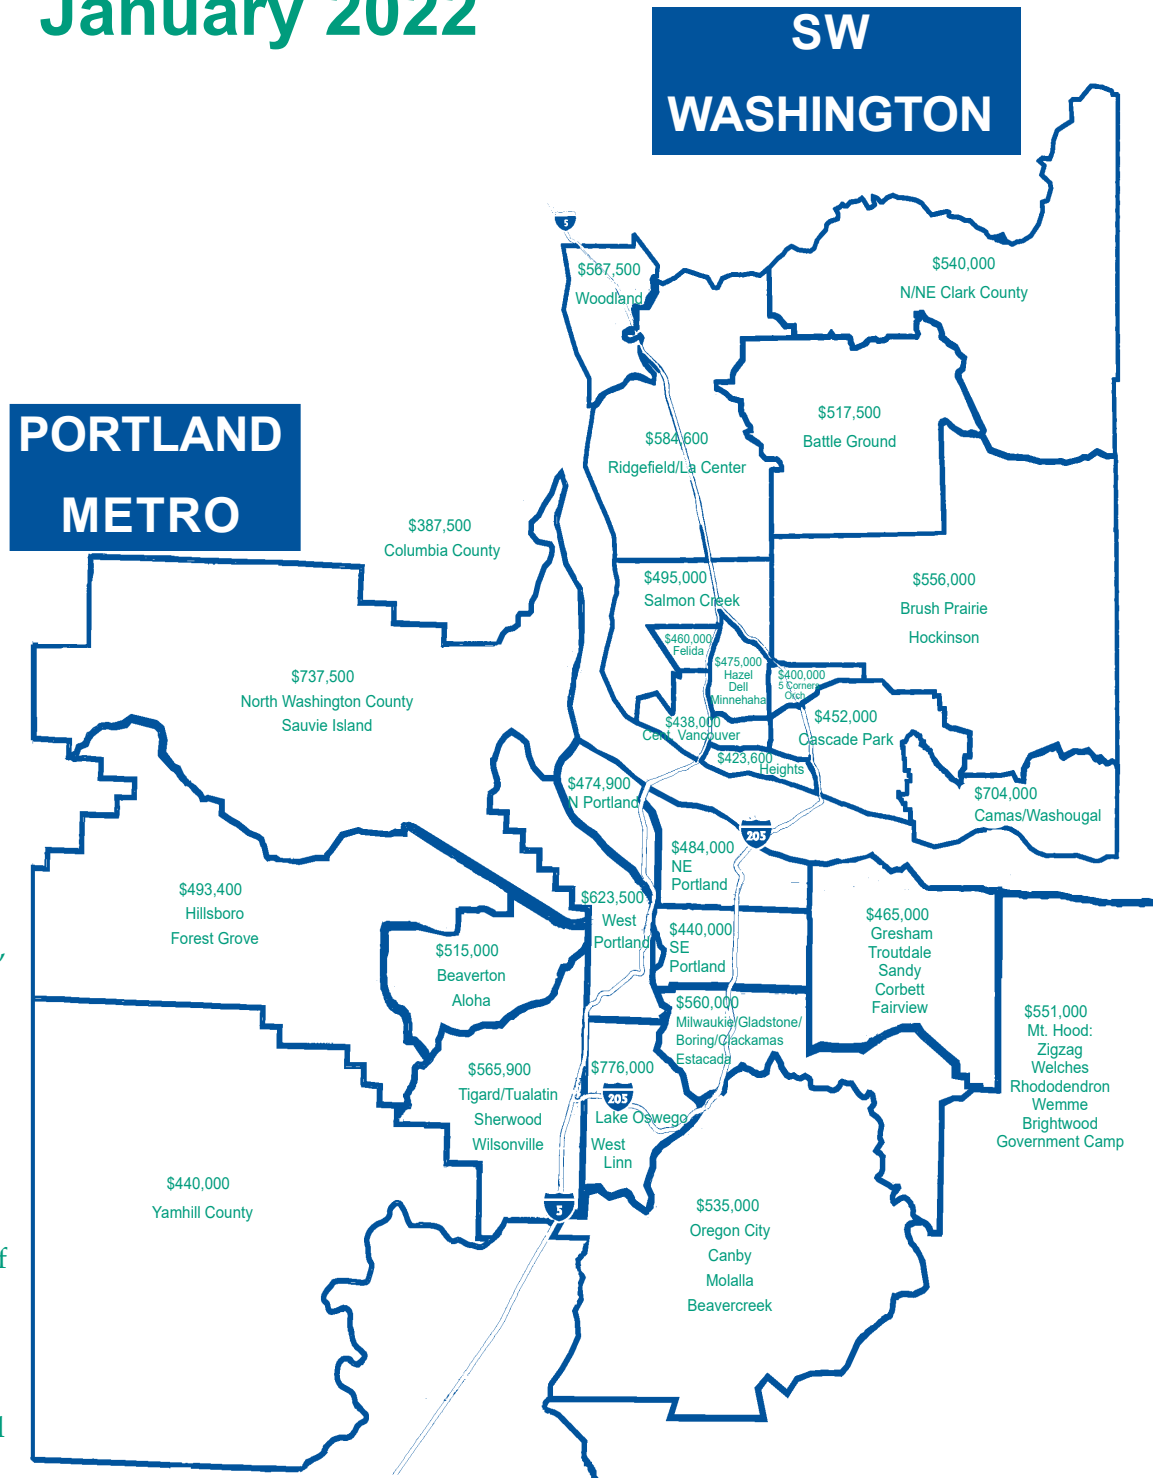 January 2022
SW
WASHINGTON
5
$567,500
Woodland
$540,000
N/NE Clark County
$517,500
Battle Ground
$584,600
Ridgefield/La Center
PORTLAND
METRO
$387,500
Columbia County
$495,000
Salmon Creek
$556,000
Brush Prairie
Hockinson
$460,000
Felida
$475,000
Hazel
Dell
Minnehaha
$400,000
5 Corners
Orch
$737,500
North Washington County
Sauvie Island
$438,000
Cent. Vancouver
$452,000
Cascade Park
$423,600
Heights
$474,900
N Portland
$704,000
Camas/Washougal
205
$484,000
NE
Portland
$493,400
Hillsboro
Forest Grove
$623,500
West
Portland
$440,000
SE
Portland
$465,000
Gresham
Troutdale
Sandy
Corbett
Fairview
$515,000
Beaverton
Aloha
$560,000
Milwaukie/Gladstone/
Boring/Clackamas
Estacada
$551,000
Mt. Hood:
Zigzag
Welches
Rhododendron
Wemme
Brightwood
Government Camp
$565,900
Tigard/Tualatin
Sherwood
Wilsonville
$776,000
205
Lake Oswego
West
Linn
$440,000
Yamhill County
5
$535,000
Oregon City
Canby
Molalla
Beavercreek